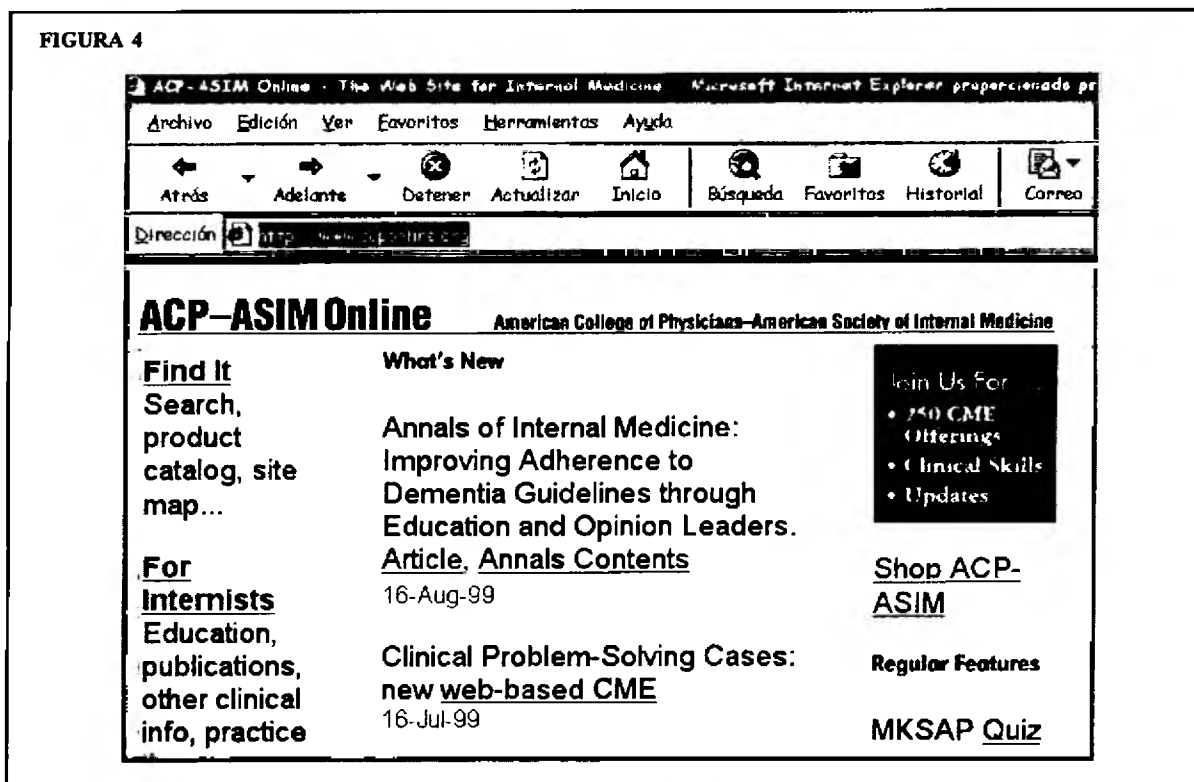 FIGURA 4
ACP-ASIM Online - The Web Site for Internal Medicine Microsoft Internet Explorer proporcionado
Archivo Edición Ver Favoritos Herramientas Ayuda
Atrás Adelante Detener Actualizar Inicio Búsqueda Favoritos Historial Correo
Dirección
ACP–ASIM Online American College of Physicians–American Society of Internal Medicine
Find It
Search,
product
catalog, site
map...
For
Internists
Education,
publications,
other clinical
info, practice
What's New
Annals of Internal Medicine:
Improving Adherence to
Dementia Guidelines through
Education and Opinion Leaders.
Article, Annals Contents
16-Aug-99
Clinical Problem-Solving Cases:
new web-based CME
16-Jul-99
Join Us For
• 250 CME
Offerings
• Clinical Skills
• Updates
Shop ACP-
ASIM
Regular Features
MKSAP Quiz